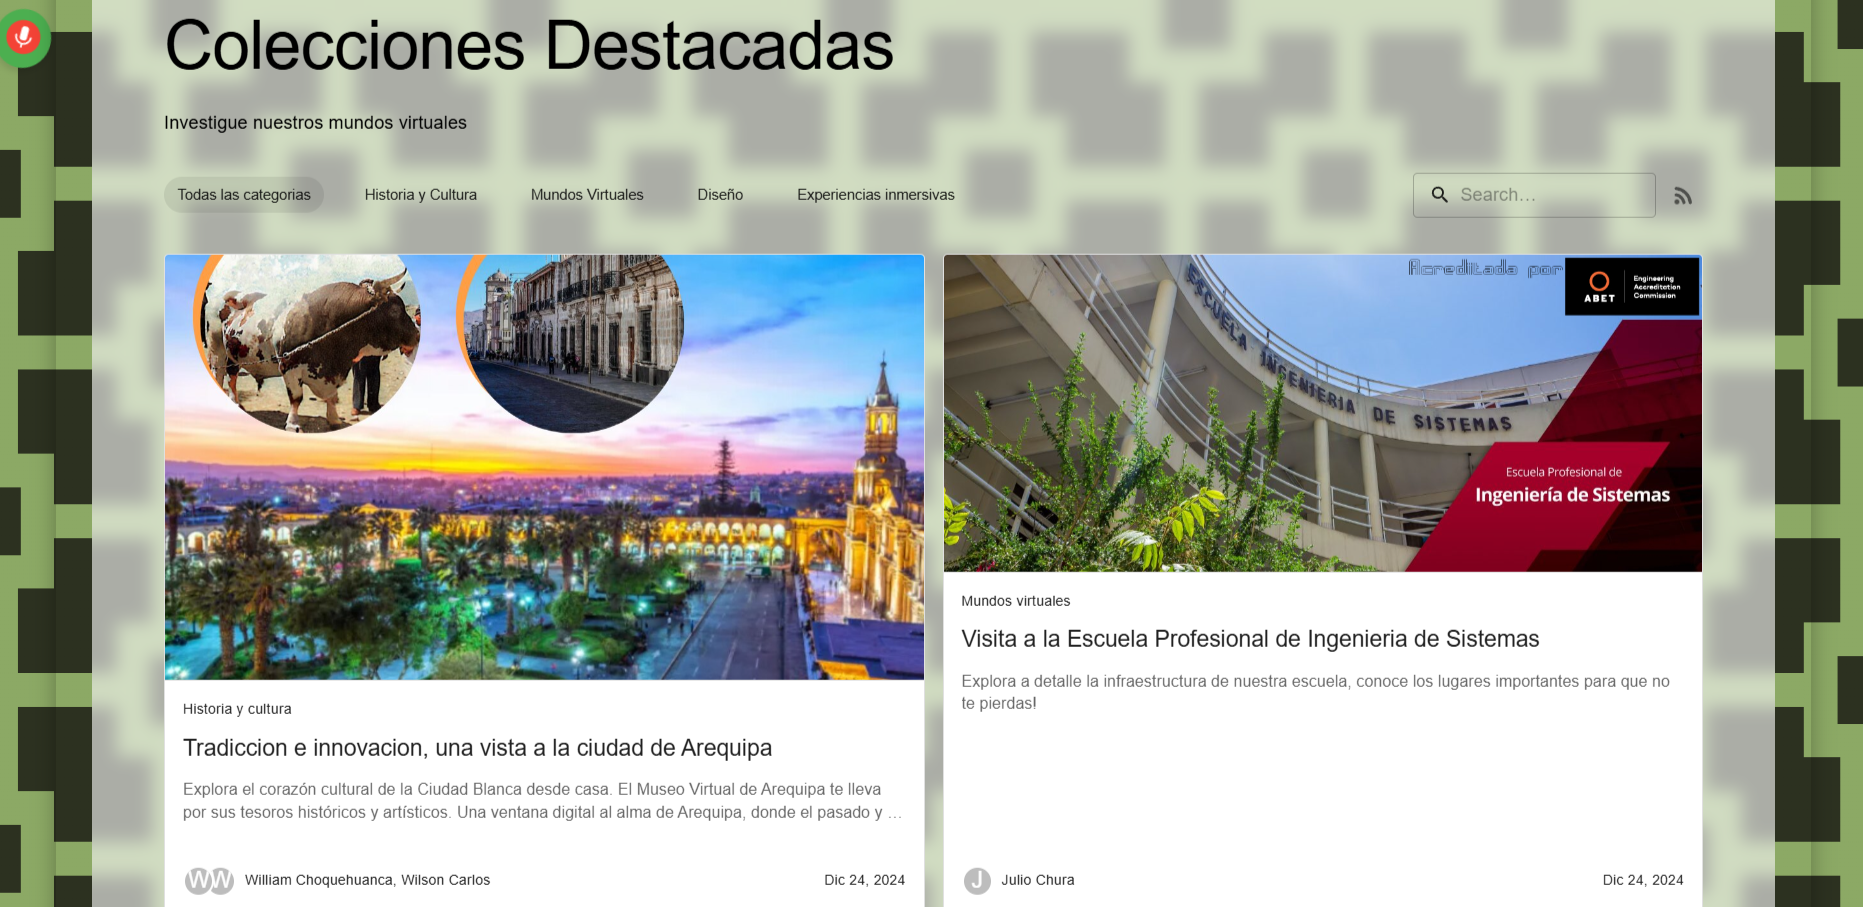 Colecciones Destacadas
Investigue nuestros mundos virtuales
Todas las categorias
Historia y Cultura
Mundos Virtuales
Diseño
Experiencias inmersivas
Search…
Acreditada por
ABET
Engineering
Accreditation
Commission
ESCUELA INGENIERIA DE SISTEMAS
Escuela Profesional de
Ingeniería de Sistemas
Historia y cultura
Tradiccion e innovacion, una vista a la ciudad de Arequipa
Explora el corazón cultural de la Ciudad Blanca desde casa. El Museo Virtual de Arequipa te lleva
por sus tesoros históricos y artísticos. Una ventana digital al alma de Arequipa, donde el pasado y …
WW
William Choquehuanca, Wilson Carlos
Dic 24, 2024
Mundos virtuales
Visita a la Escuela Profesional de Ingenieria de Sistemas
Explora a detalle la infraestructura de nuestra escuela, conoce los lugares importantes para que no
te pierdas!
J
Julio Chura
Dic 24, 2024